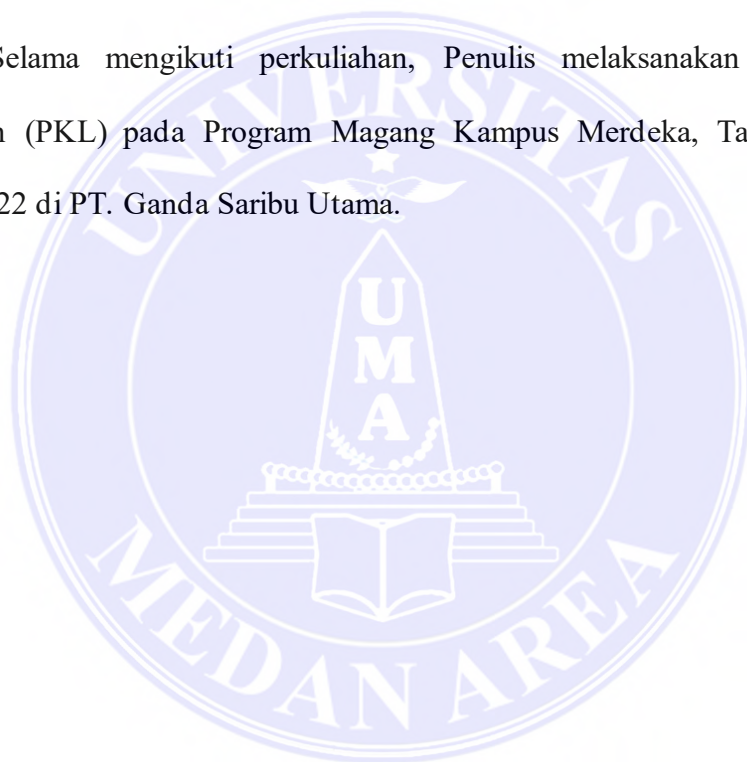 Selama mengikuti perkuliahan, Penulis melaksanakan
(PKL) pada Program Magang Kampus Merdeka,
22 di PT. Ganda Saribu Utama.
UNIVERSITAS
UMA
MEDAN AREA